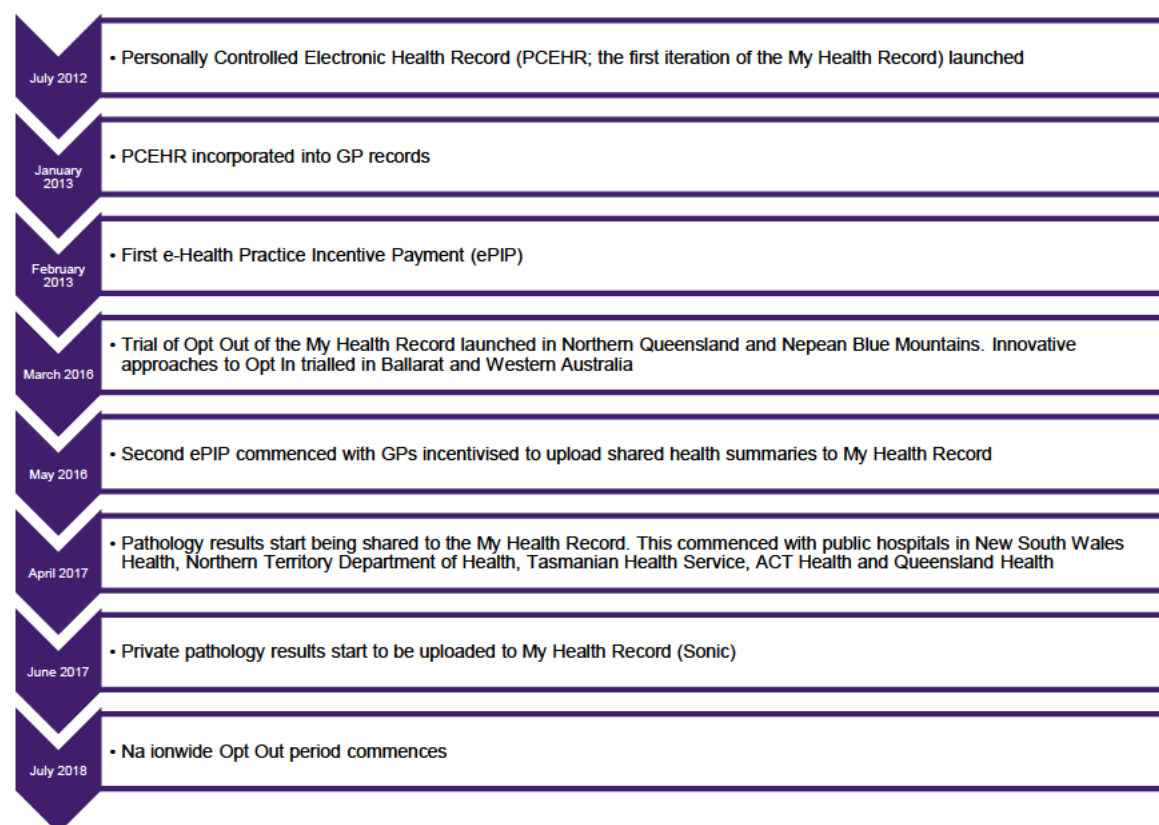 July 2012
• Personally Controlled Electronic Health Record (PCEHR; the first iteration of the My Health Record) launched
January
2013
• PCEHR incorporated into GP records
February
2013
• First e-Health Practice Incentive Payment (ePIP)
March 2016
• Trial of Opt Out of the My Health Record launched in Northern Queensland and Nepean Blue Mountains. Innovative
approaches to Opt In trialled in Ballarat and Western Australia
May 2016
• Second ePIP commenced with GPs incentivised to upload shared health summaries to My Health Record
April 2017
• Pathology results start being shared to the My Health Record. This commenced with public hospitals in New South Wales
Health, Northern Territory Department of Health, Tasmanian Health Service, ACT Health and Queensland Health
June 2017
• Private pathology results start to be uploaded to My Health Record (Sonic)
July 2018
• Na ionwide Opt Out period commences